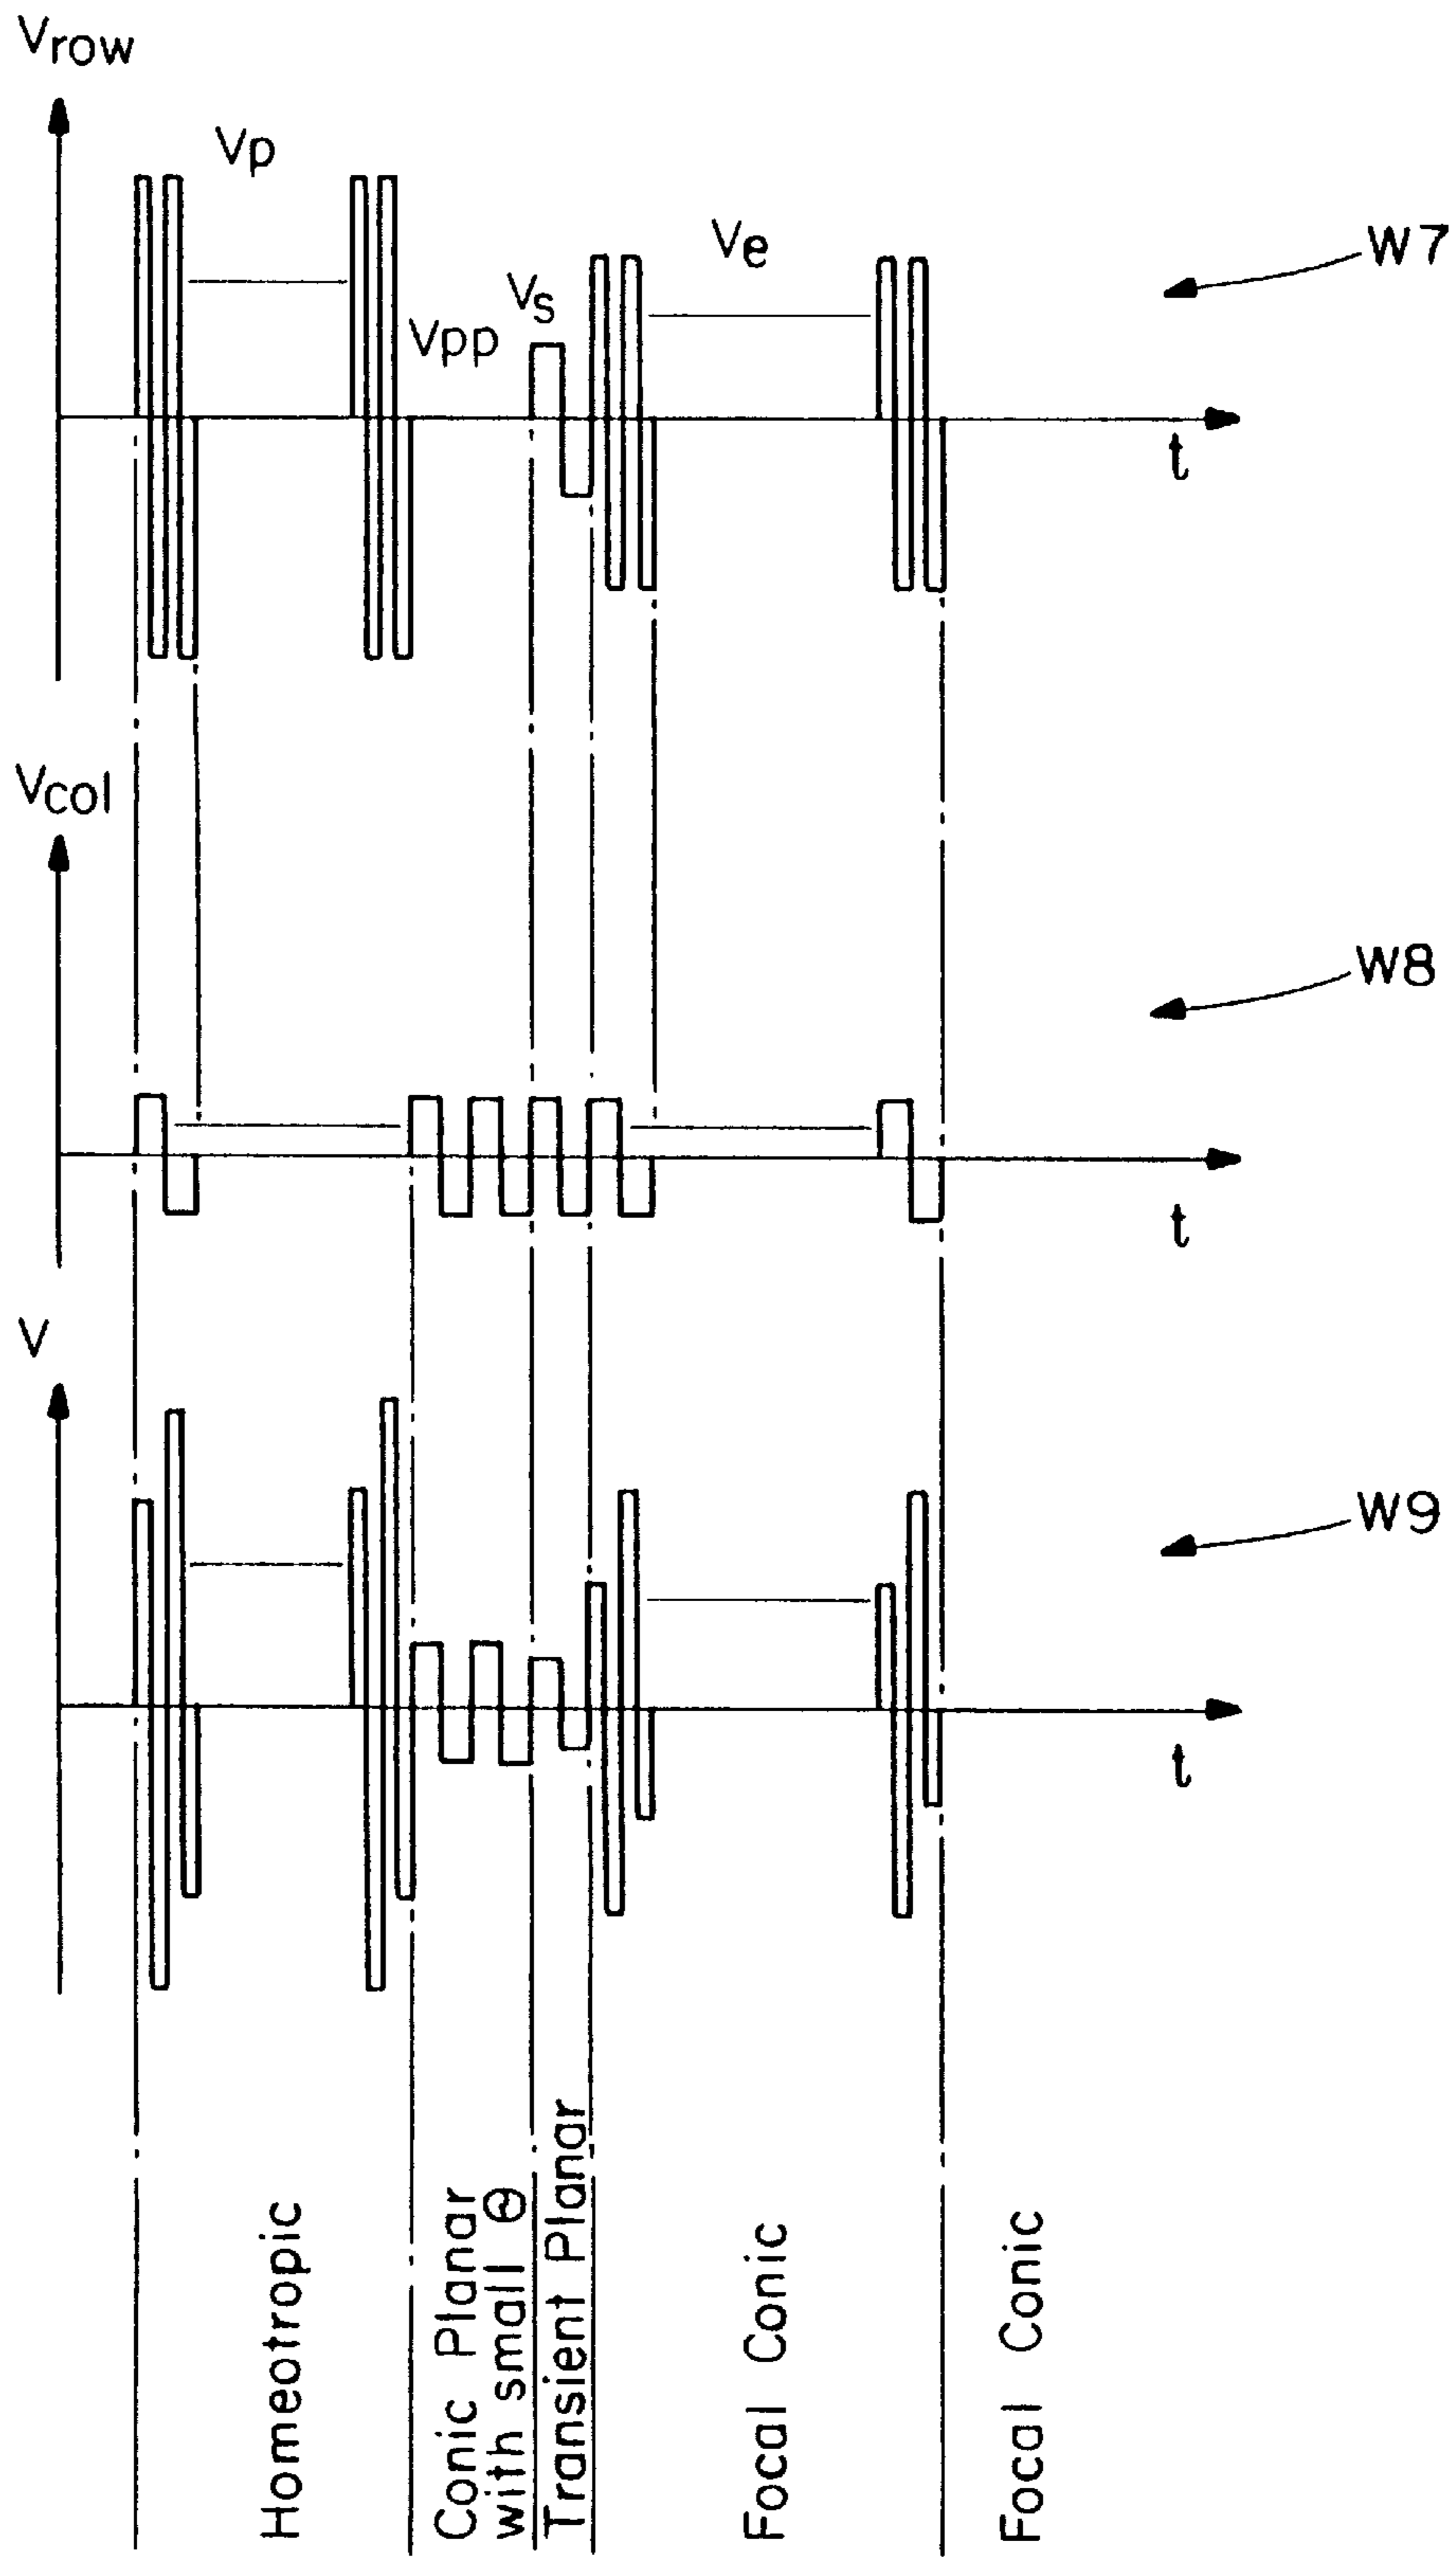 Vrow
Vp
Ve
W7
Vs
Vpp
t
Vcol
W8
t
V
W9
t
Homeotropic
Conic Planar
with small Θ
Transient Planar
Focal Conic
Focal Conic